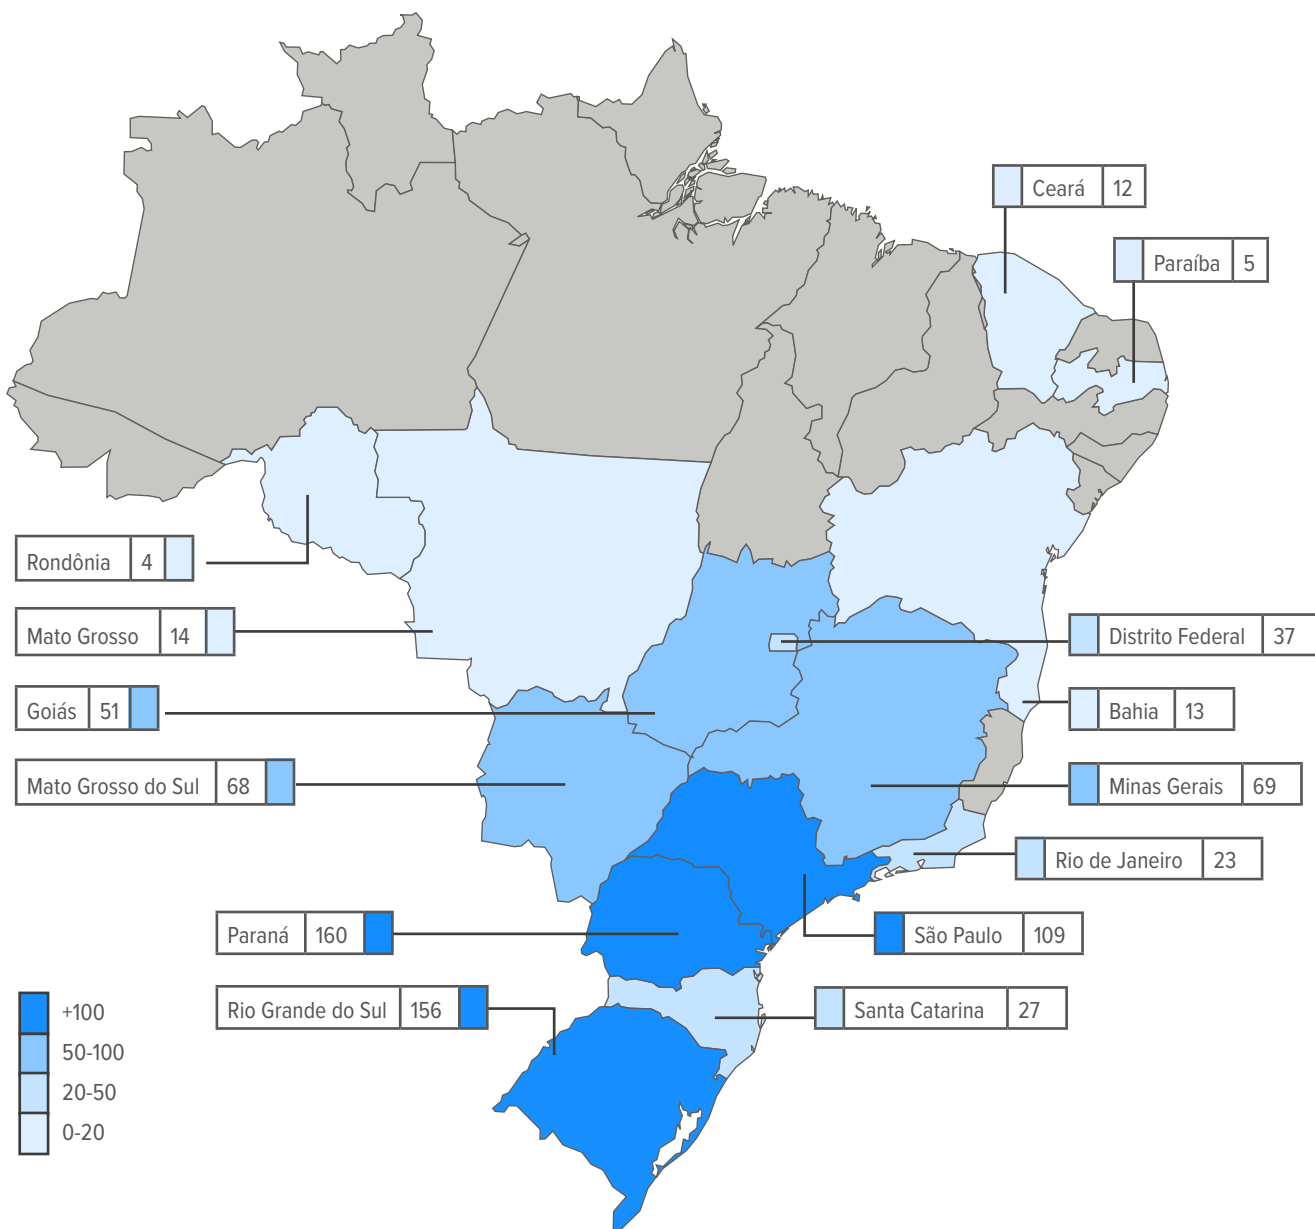 Ceará 12
Paraíba 5
Rondônia 4
Mato Grosso 14
Distrito Federal 37
Goiás 51
Bahia 13
Mato Grosso do Sul 68
Minas Gerais 69
Rio de Janeiro 23
Paraná 160
São Paulo 109
Rio Grande do Sul 156
Santa Catarina 27
+100
50-100
20-50
0-20